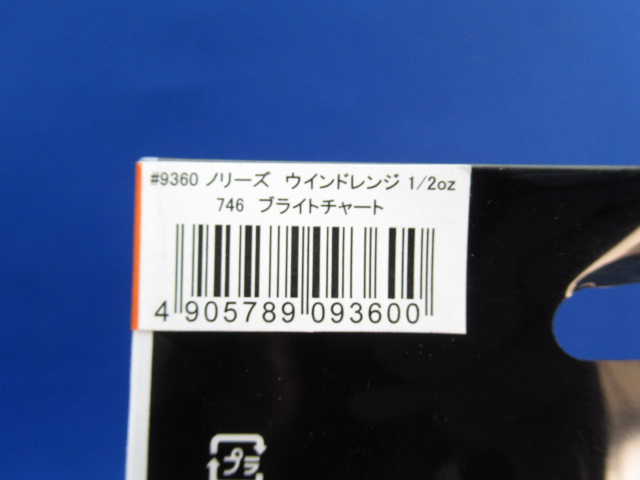 #9360 ノリーズ ウインドレンジ 1/2oz
746 ブライトチャート
4 905789 093600
プラ